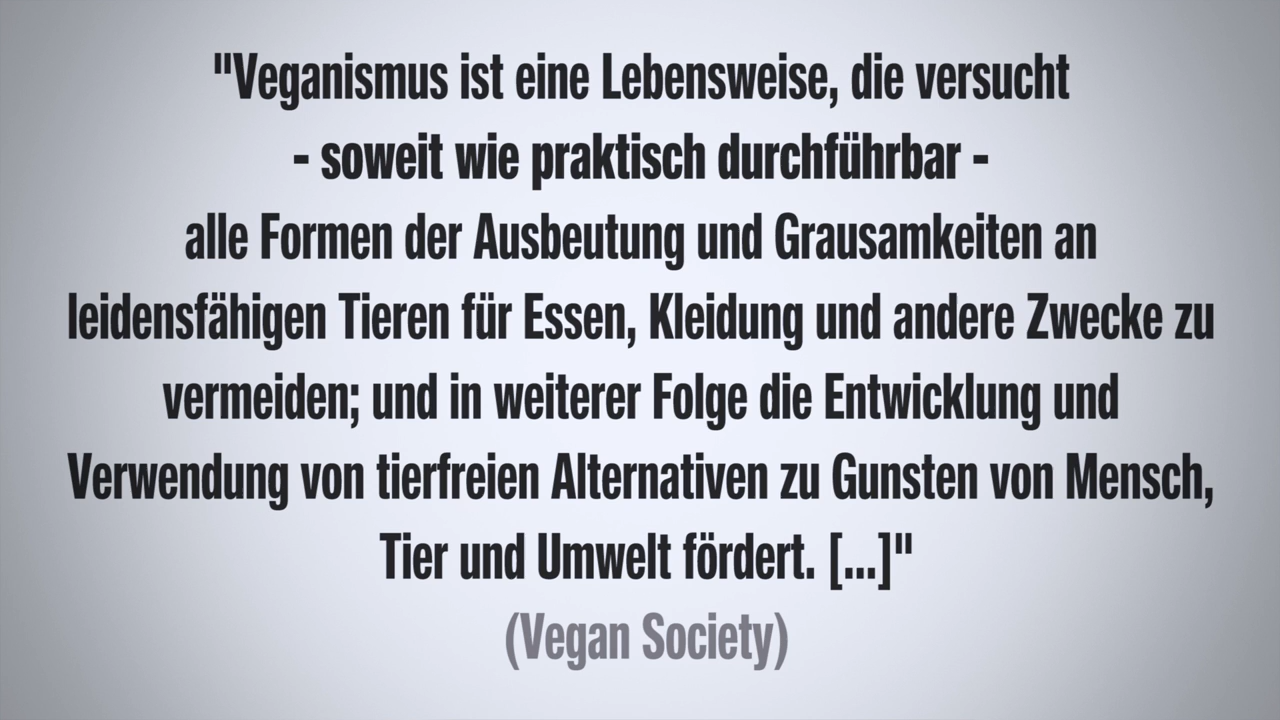 "Veganismus ist eine Lebensweise, die versucht
- soweit wie praktisch durchführbar -
alle Formen der Ausbeutung und Grausamkeiten an
leidensfähigen Tieren für Essen, Kleidung und andere Zwecke zu
vermeiden; und in weiterer Folge die Entwicklung und
Verwendung von tierfreien Alternativen zu Gunsten von Mensch,
Tier und Umwelt fördert. [...]"
(Vegan Society)